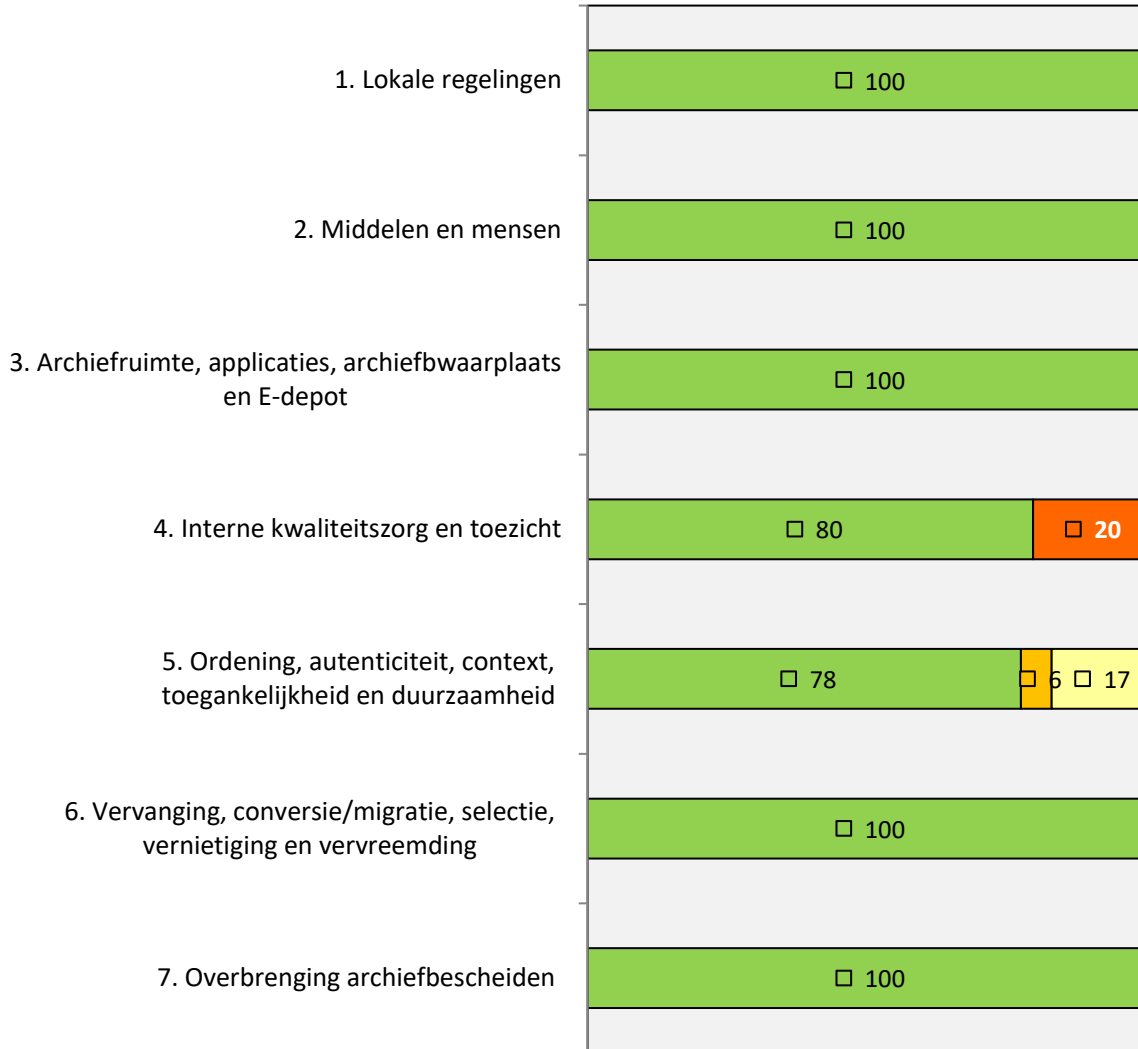 1. Lokale regelingen
□ 100
2. Middelen en mensen
□ 100
3. Archiefruimte, applicaties, archiefbwaarplaats
en E-depot
□ 100
4. Interne kwaliteitszorg en toezicht
□ 80
□ 20
5. Ordening, autenticiteit, context,
toegankelijkheid en duurzaamheid
□ 78
□ 6
□ 17
6. Vervanging, conversie/migratie, selectie,
vernietiging en vervreemding
□ 100
7. Overbrenging archiefbescheiden
□ 100